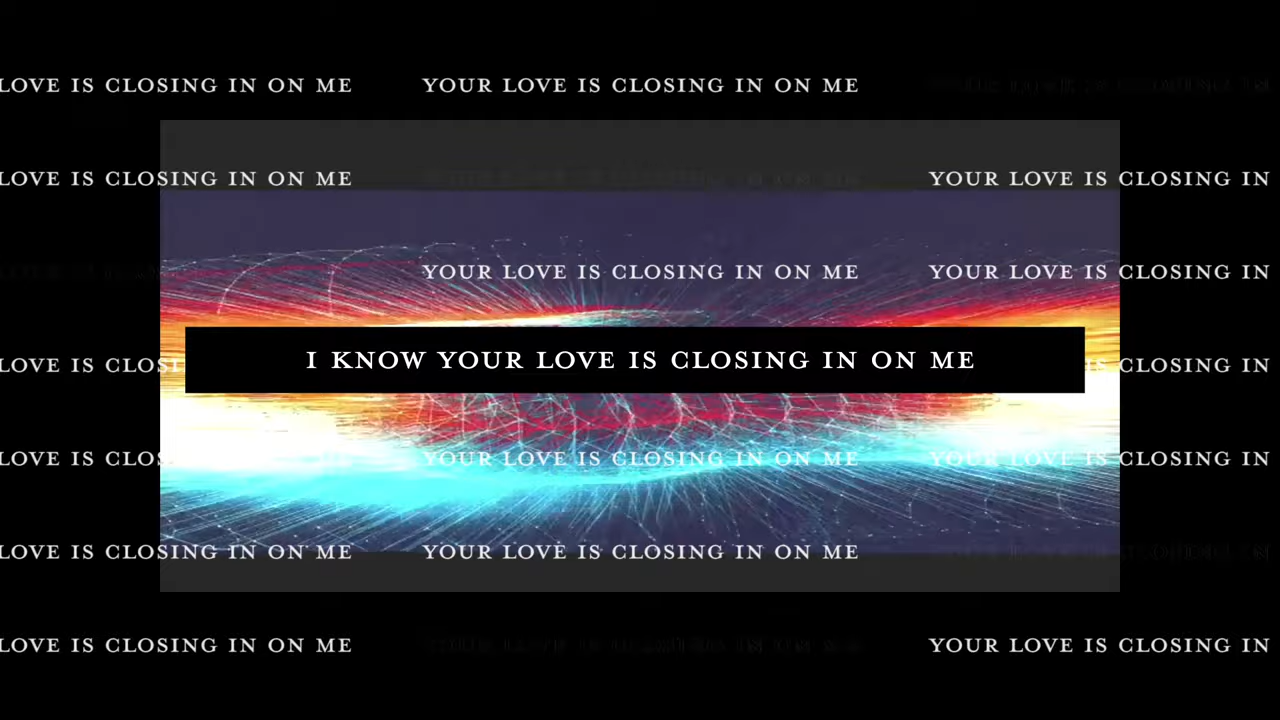 LOVE IS CLOSING IN ON ME YOUR LOVE IS CLOSING IN ON ME
LOVE IS CLOSING IN ON ME YOUR LOVE IS CLOSING IN
YOUR LOVE IS CLOSING IN ON ME YOUR LOVE IS CLOSING IN
LOVE IS I KNOW YOUR LOVE IS CLOSING IN ON ME IS CLOSING IN
LOVE IS YOUR LOVE IS CLOSING IN ON ME YOUR LOVE IS CLOSING IN
LOVE IS CLOSING IN ON ME YOUR LOVE IS CLOSING IN ON ME
LOVE IS CLOSING IN ON ME YOUR LOVE IS CLOSING IN